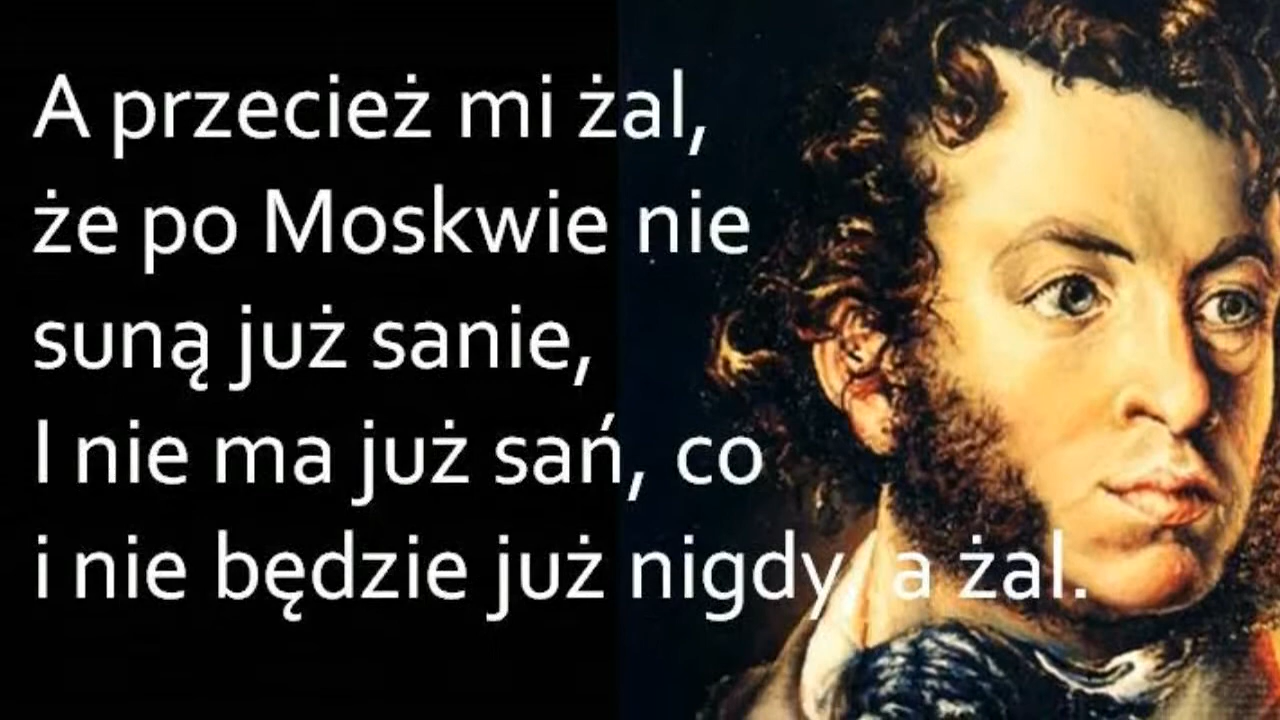 A przecież mi żal,
że po Moskwie nie
suną już sanie,
I nie ma już sań, co
i nie będzie już nigdy, a żal.